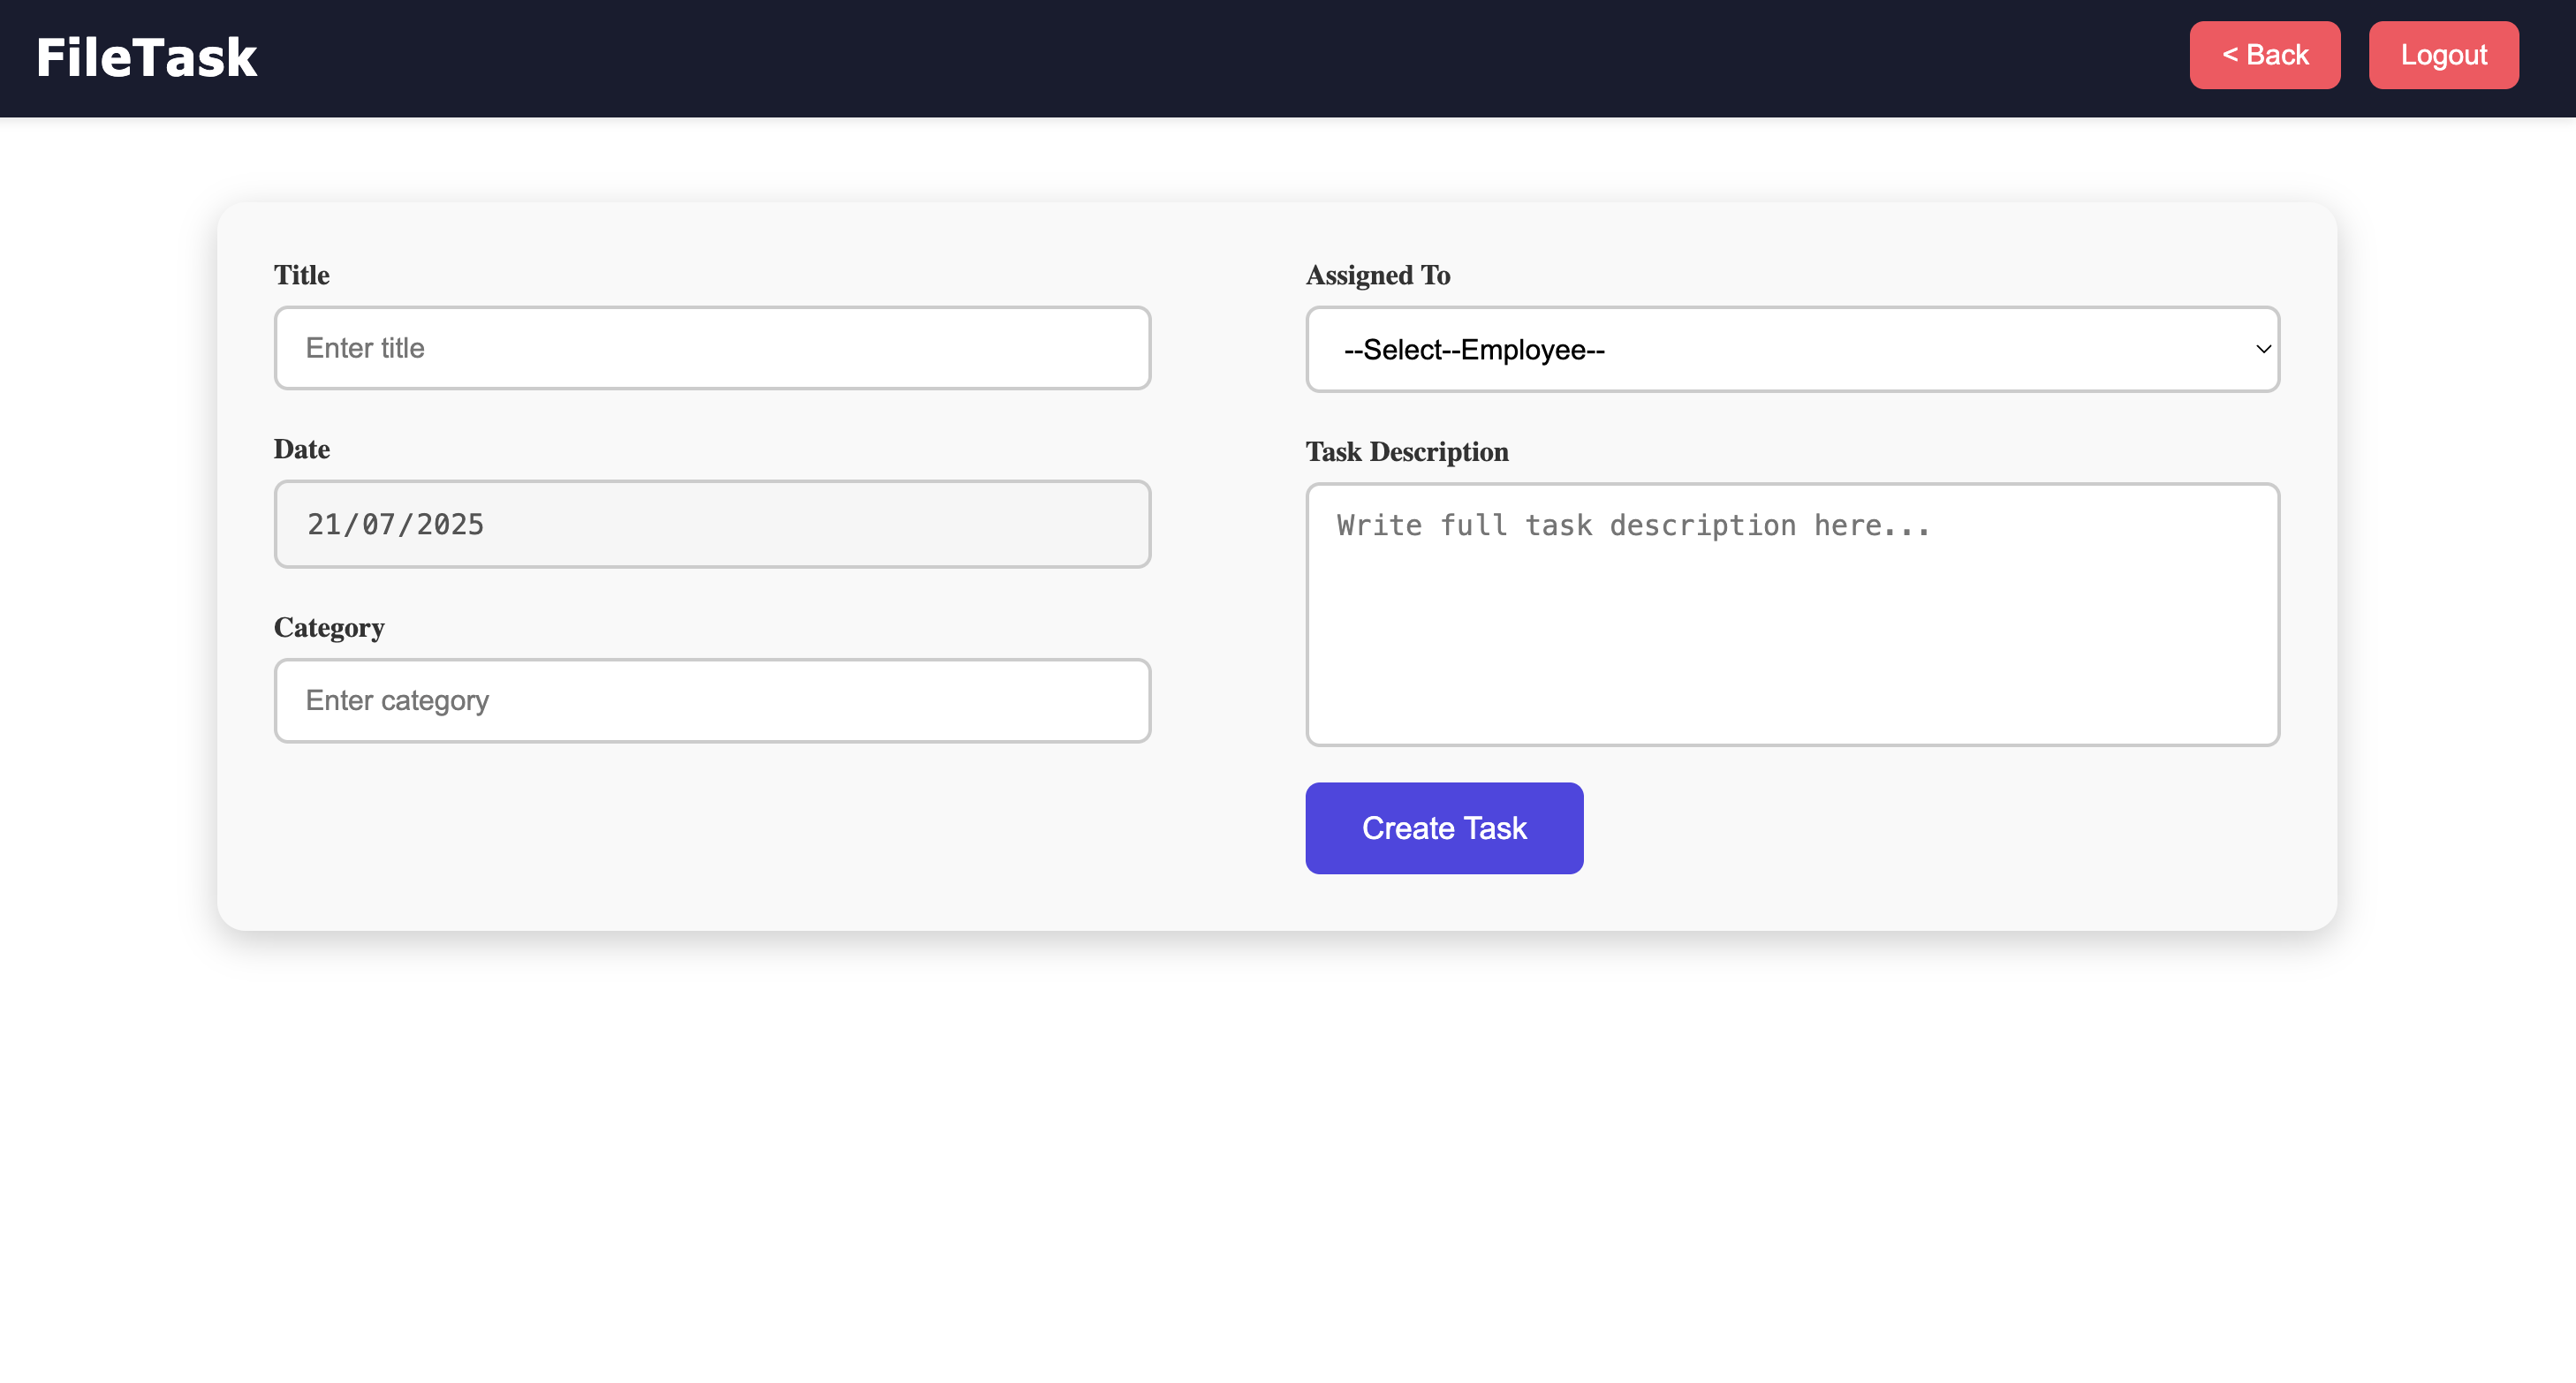 FileTask
< Back
Logout
Title
Enter title
Date
21/07/2025
Category
Enter category
Assigned To
--Select--Employee--
Task Description
Write full task description here...
Create Task